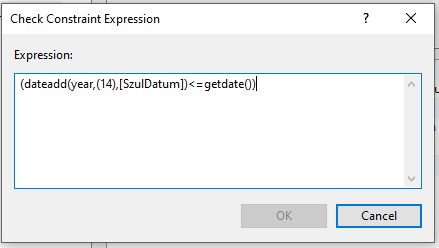 Check Constraint Expression
Expression:
(dateadd(year,(14),[SzulDatum])<=getdate())
OK
Cancel